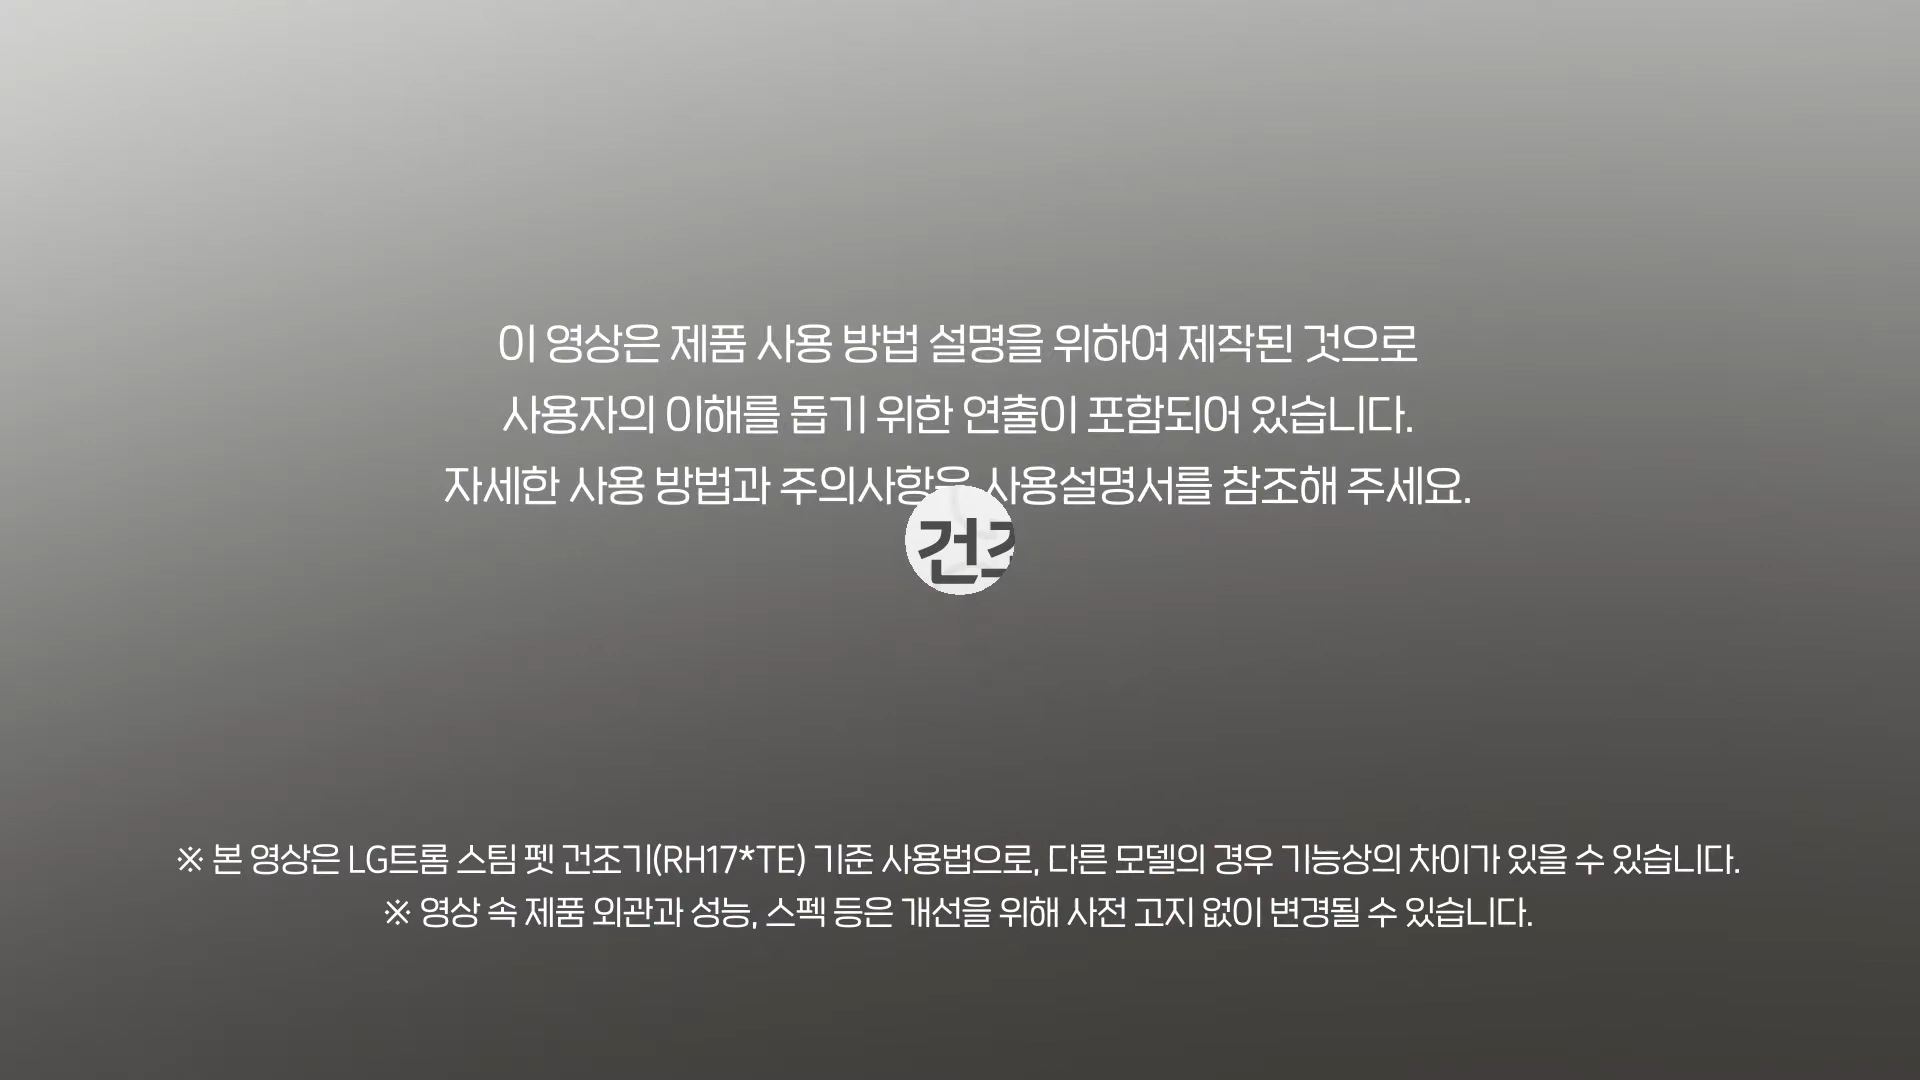 이 영상은 제품 사용 방법 설명을 위하여 제작된 것으로
사용자의 이해를 돕기 위한 연출이 포함되어 있습니다.
자세한 사용 방법과 주의사항은 사용설명서를 참조해 주세요.
건
※ 본 영상은 LG트롬 스팀 펫 건조기(RH17*TE) 기준 사용법으로, 다른 모델의 경우 기능상의 차이가 있을 수 있습니다.
※ 영상 속 제품 외관과 성능, 스펙 등은 개선을 위해 사전 고지 없이 변경될 수 있습니다.